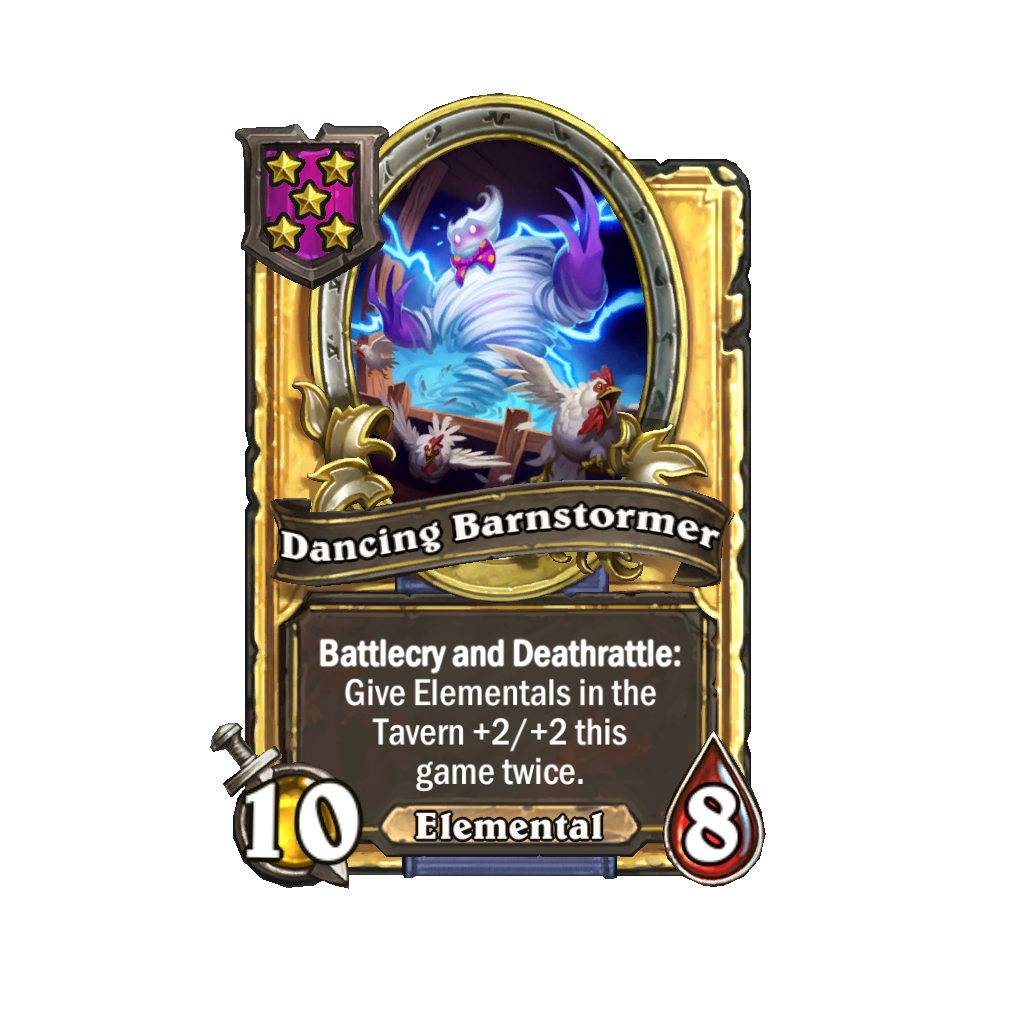 Dancing Barnstormer
Battlecry and Deathrattle:
Give Elementals in the
Tavern +2/+2 this
game twice.
10
Elemental
8